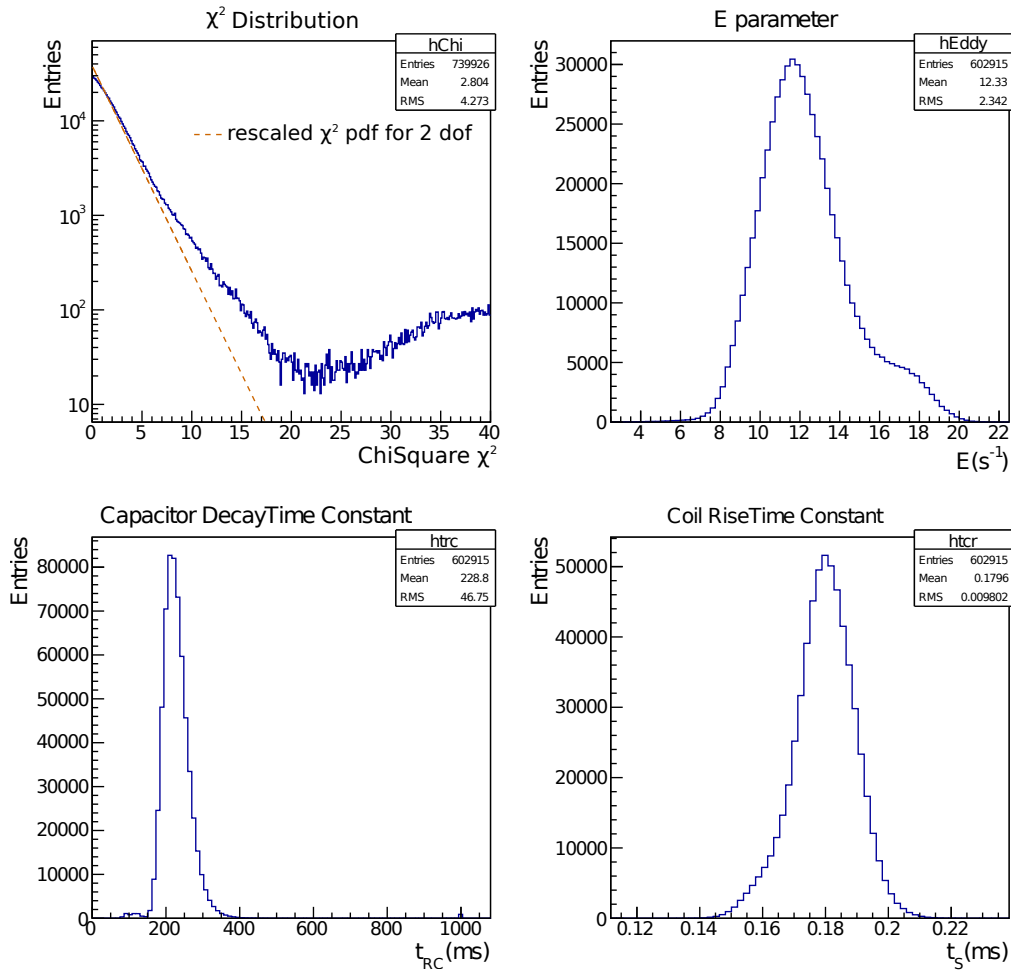 χ² Distribution
Entries
hChi
Entries 739926
Mean 2.804
RMS 4.273
rescaled χ² pdf for 2 dof
10⁴
10³
10²
10
0 5 10 15 20 25 30 35 40
ChiSquare χ²
E parameter
Entries
hEddy
Entries 602915
Mean 12.33
RMS 2.342
30000
25000
20000
15000
10000
5000
0
4 6 8 10 12 14 16 18 20 22
E(s⁻¹)
Capacitor DecayTime Constant
Entries
htrc
Entries 602915
Mean 228.8
RMS 46.75
80000
70000
60000
50000
40000
30000
20000
10000
0
0 200 400 600 800 1000
t_RC(ms)
Coil RiseTime Constant
Entries
htcr
Entries 602915
Mean 0.1796
RMS 0.009802
50000
40000
30000
20000
10000
0
0.12 0.14 0.16 0.18 0.2 0.22
t_S(ms)